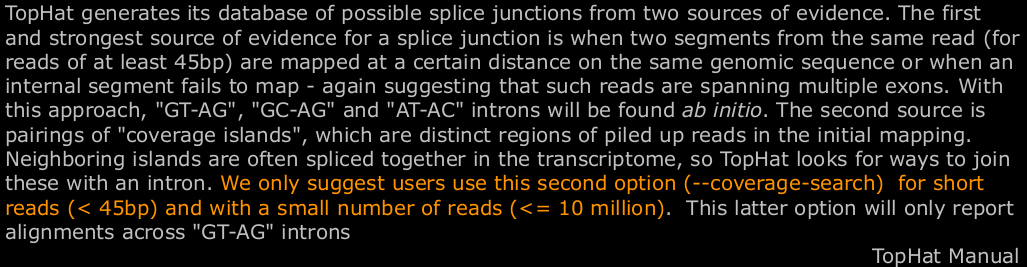 TopHat generates its database of possible splice junctions from two sources of evidence. The first
and strongest source of evidence for a splice junction is when two segments from the same read (for
reads of at least 45bp) are mapped at a certain distance on the same genomic sequence or when an
internal segment fails to map - again suggesting that such reads are spanning multiple exons. With
this approach, "GT-AG", "GC-AG" and "AT-AC" introns will be found ab initio. The second source is
pairings of "coverage islands", which are distinct regions of piled up reads in the initial mapping.
Neighboring islands are often spliced together in the transcriptome, so TopHat looks for ways to join
these with an intron. We only suggest users use this second option (--coverage-search)  for short
reads (< 45bp) and with a small number of reads (<= 10 million).  This latter option will only report
alignments across "GT-AG" introns
TopHat Manual